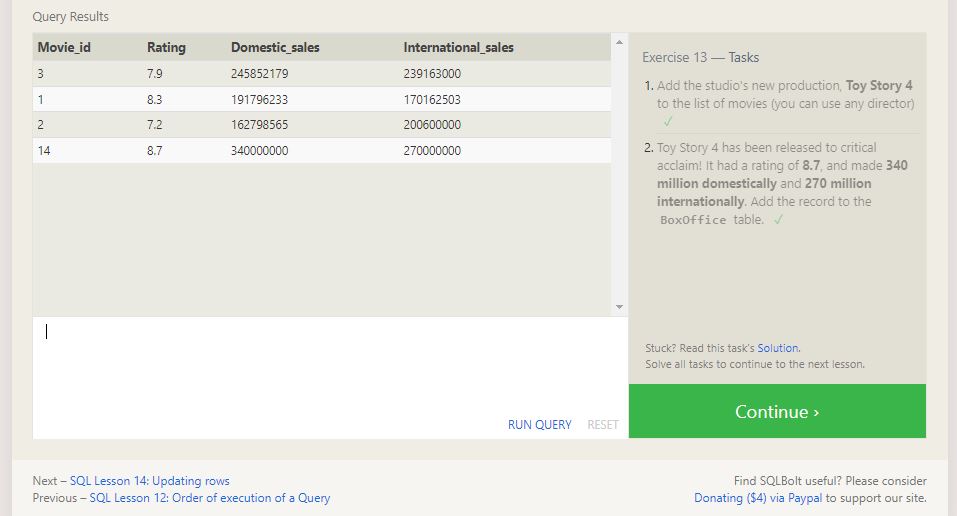 Query Results
Movie_id Rating Domestic_sales International_sales
3 7.9 245852179 239163000
1 8.3 191796233 170162503
2 7.2 162798565 200600000
14 8.7 340000000 270000000
RUN QUERY RESET
Exercise 13 — Tasks
1. Add the studio's new production, Toy Story 4
to the list of movies (you can use any director)
✓
2. Toy Story 4 has been released to critical
acclaim! It had a rating of 8.7, and made 340
million domestically and 270 million
internationally. Add the record to the
BoxOffice table. ✓
Stuck? Read this task's Solution.
Solve all tasks to continue to the next lesson.
Continue ›
Next – SQL Lesson 14: Updating rows
Previous – SQL Lesson 12: Order of execution of a Query
Find SQLBolt useful? Please consider
Donating ($4) via Paypal to support our site.